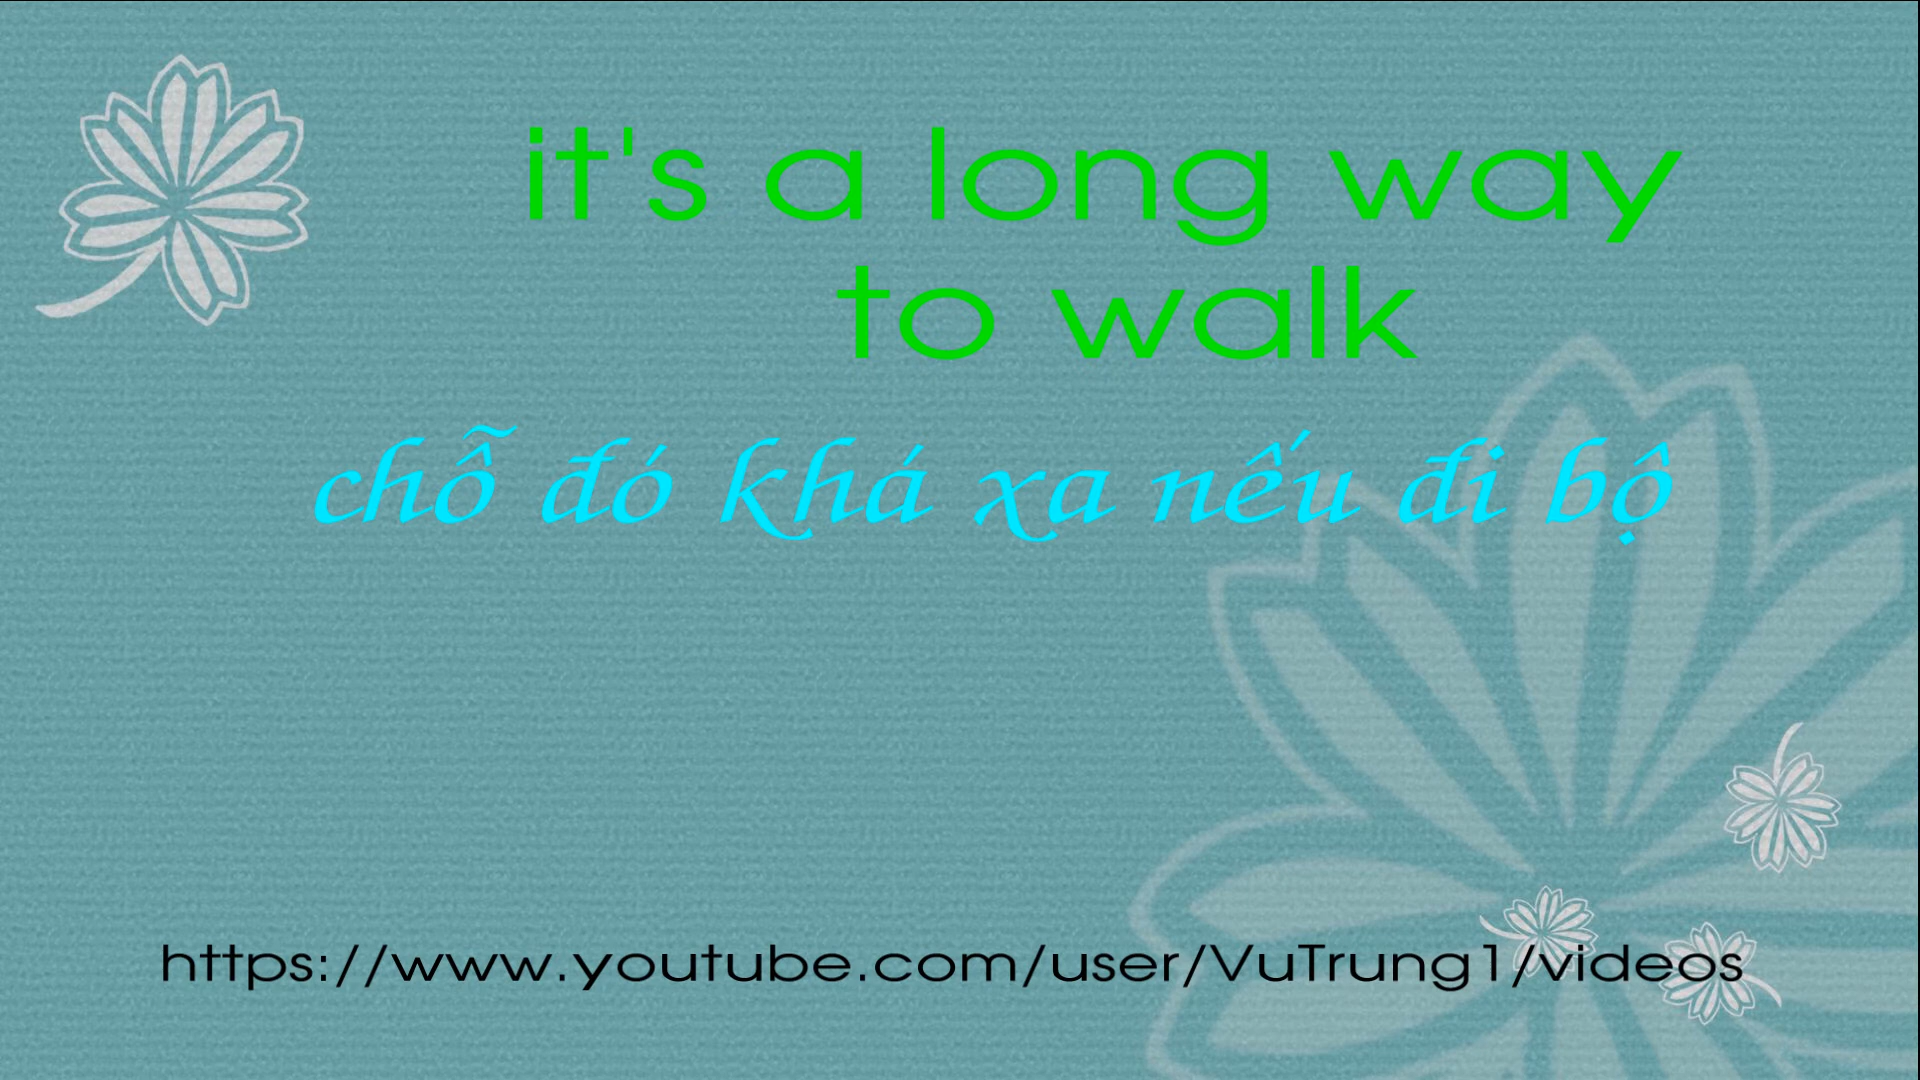 it's a long way
to walk
chỗ đó khá xa nếu đi bộ
https://www.youtube.com/user/VuTrung1/videos